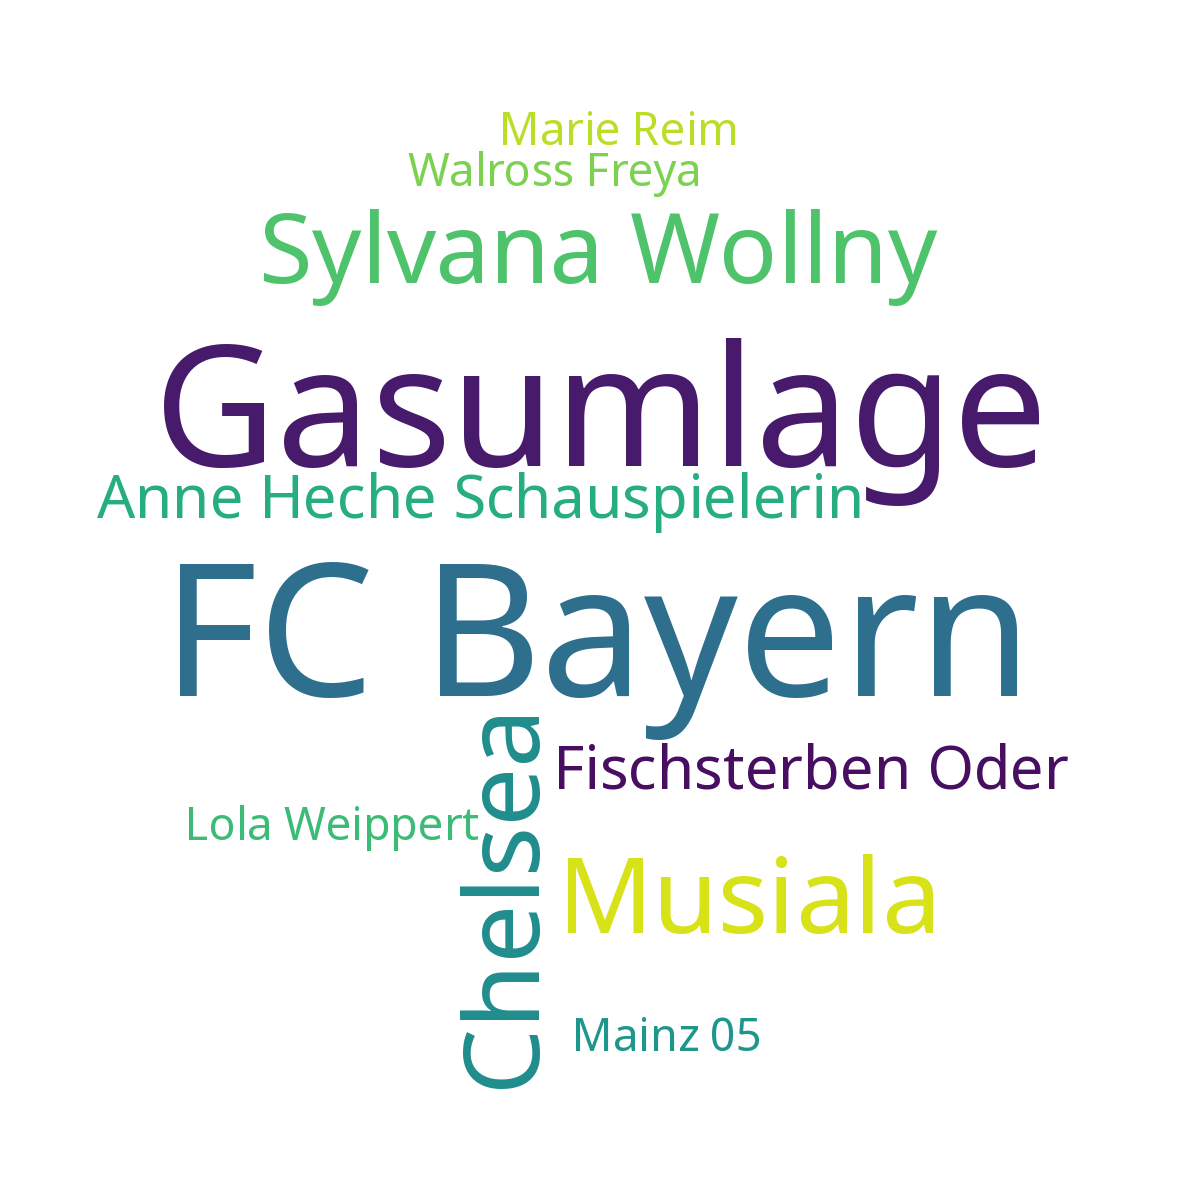 Marie Reim
Walross Freya
Sylvana Wollny
Gasumlage
Anne Heche Schauspielerin
FC Bayern
Chelsea
Fischsterben Oder
Lola Weippert
Musiala
Mainz 05